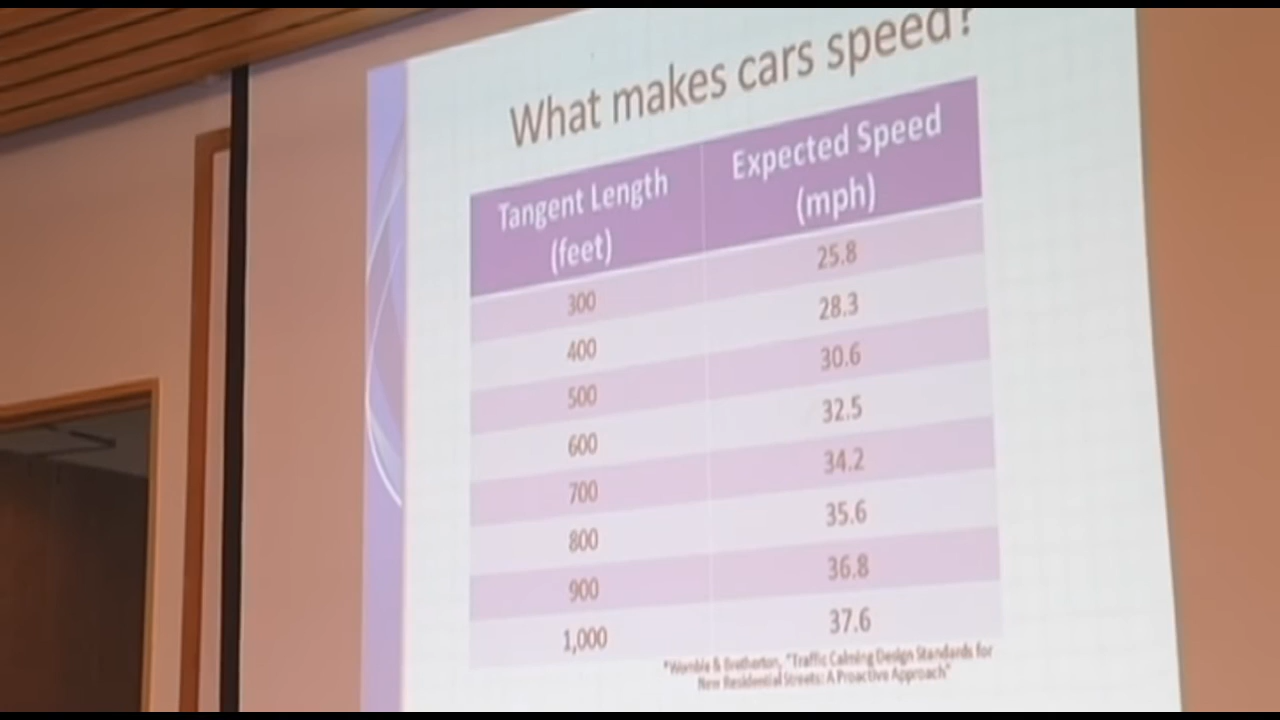 What makes cars speed?
Tangent Length (feet) Expected Speed (mph)
300 25.8
400 28.3
500 30.6
600 32.5
700 34.2
800 35.6
900 36.8
1,000 37.6
*Womble & Bretherton, "Traffic Calming Design Standards for
New Residential Streets: A Proactive Approach"